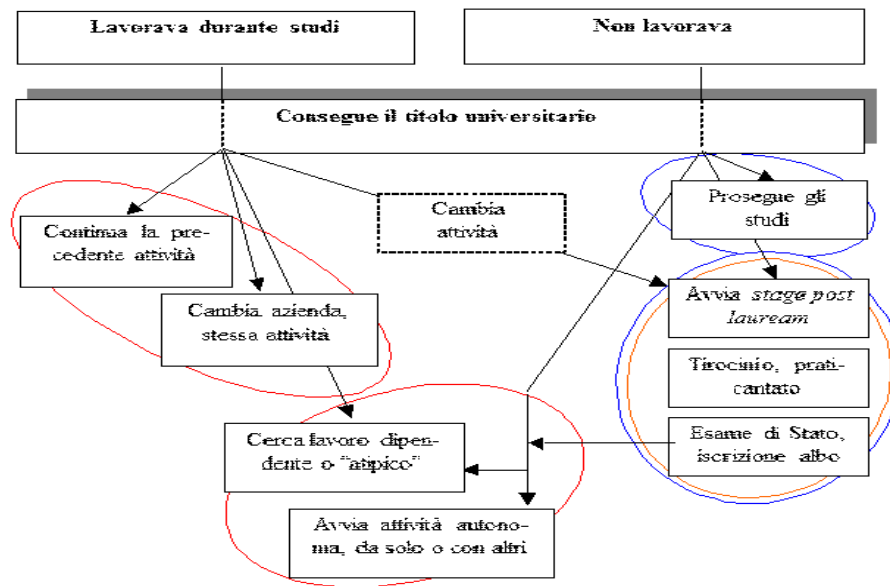 Lavorava durante studi
Non lavorava
Consegue il titolo universitario
Prosegue gli
studi
Cambia
attività
Continua la pre-
cedente attività
Avvia stage post
lauream
Cambia azienda,
stessa attività
Tirocinio, prati-
cantato
Cerca lavoro dipen-
dente o "atipico"
Esame di Stato,
iscrizione albo
Avvia attività autono-
ma, da solo o con altri